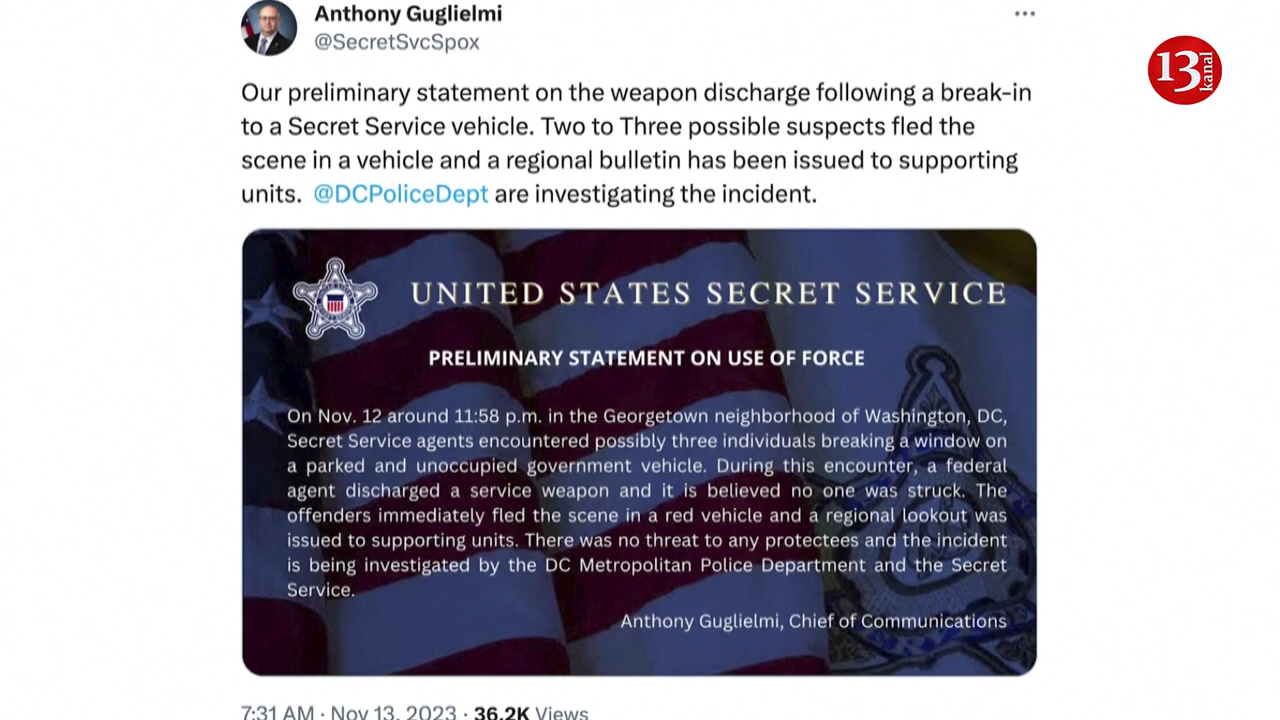 Anthony Guglielmi
@SecretSvcSpox
13 kanal
Our preliminary statement on the weapon discharge following a break-in
to a Secret Service vehicle. Two to Three possible suspects fled the
scene in a vehicle and a regional bulletin has been issued to supporting
units. @DCPoliceDept are investigating the incident.
UNITED STATES SECRET SERVICE
PRELIMINARY STATEMENT ON USE OF FORCE
On Nov. 12 around 11:58 p.m. in the Georgetown neighborhood of Washington, DC,
Secret Service agents encountered possibly three individuals breaking a window on
a parked and unoccupied government vehicle. During this encounter, a federal
agent discharged a service weapon and it is believed no one was struck. The
offenders immediately fled the scene in a red vehicle and a regional lookout was
issued to supporting units. There was no threat to any protectees and the incident
is being investigated by the DC Metropolitan Police Department and the Secret
Service.
Anthony Guglielmi, Chief of Communications
7:31 AM · Nov 13, 2023 · 36.2K Views